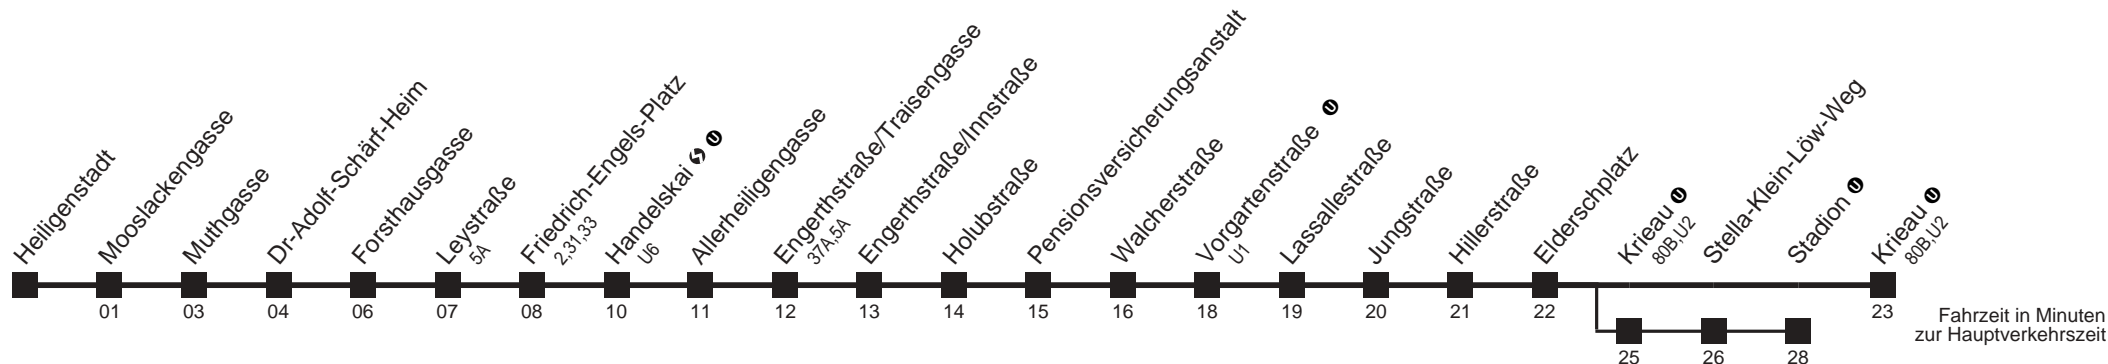 Heiligenstadt
Mooslackengasse
01
Muthgasse
03
Dr-Adolf-Schärf-Heim
04
Forsthausgasse
06
Leystraße
5A
07
Friedrich-Engels-Platz
2,31,33
08
Handelskai S U
U6
10
Allerheiligengasse
11
Engerthstraße/Traisengasse
37A,5A
12
Engerthstraße/Innstraße
13
Holubstraße
14
Pensionsversicherungsanstalt
15
Walcherstraße
16
Vorgartenstraße U
U1
18
Lassallestraße
19
Jungstraße
20
Hillerstraße
21
Elderschplatz
22
Krieau U
80B,U2
25
Stella-Klein-Löw-Weg
26
Stadion U
28
Krieau U
80B,U2
23
Fahrzeit in Minuten
zur Hauptverkehrszeit